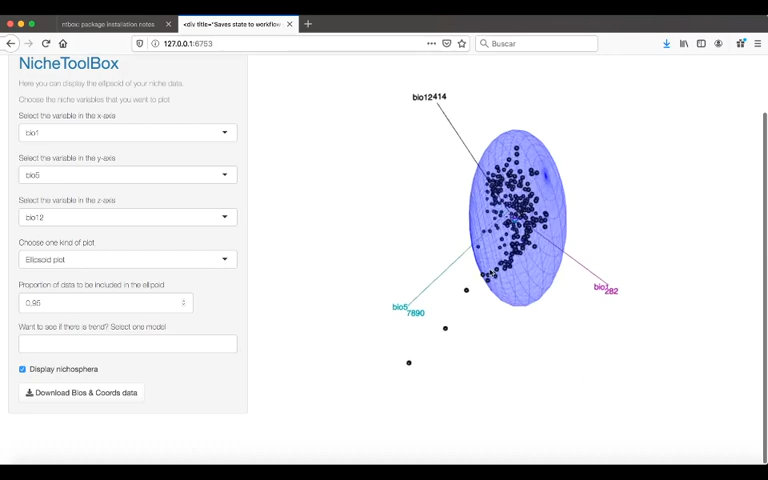 ntbox: package installation notes
<div title="Saves state to workflow
127.0.0.1:6753
Buscar
NicheToolBox
Here you can display the ellipsoid of your niche data.
Choose the niche variables that you want to plot
Select the variable in the x-axis
bio1
Select the variable in the y-axis
bio5
Select the variable in the z-axis
bio12
Choose one kind of plot
Ellipsoid plot
Proportion of data to be included in the ellipoid
0.95
Want to see if there is trend? Select one model
Display nichosphera
Download Bios & Coords data
bio12414
bio5
7890
282